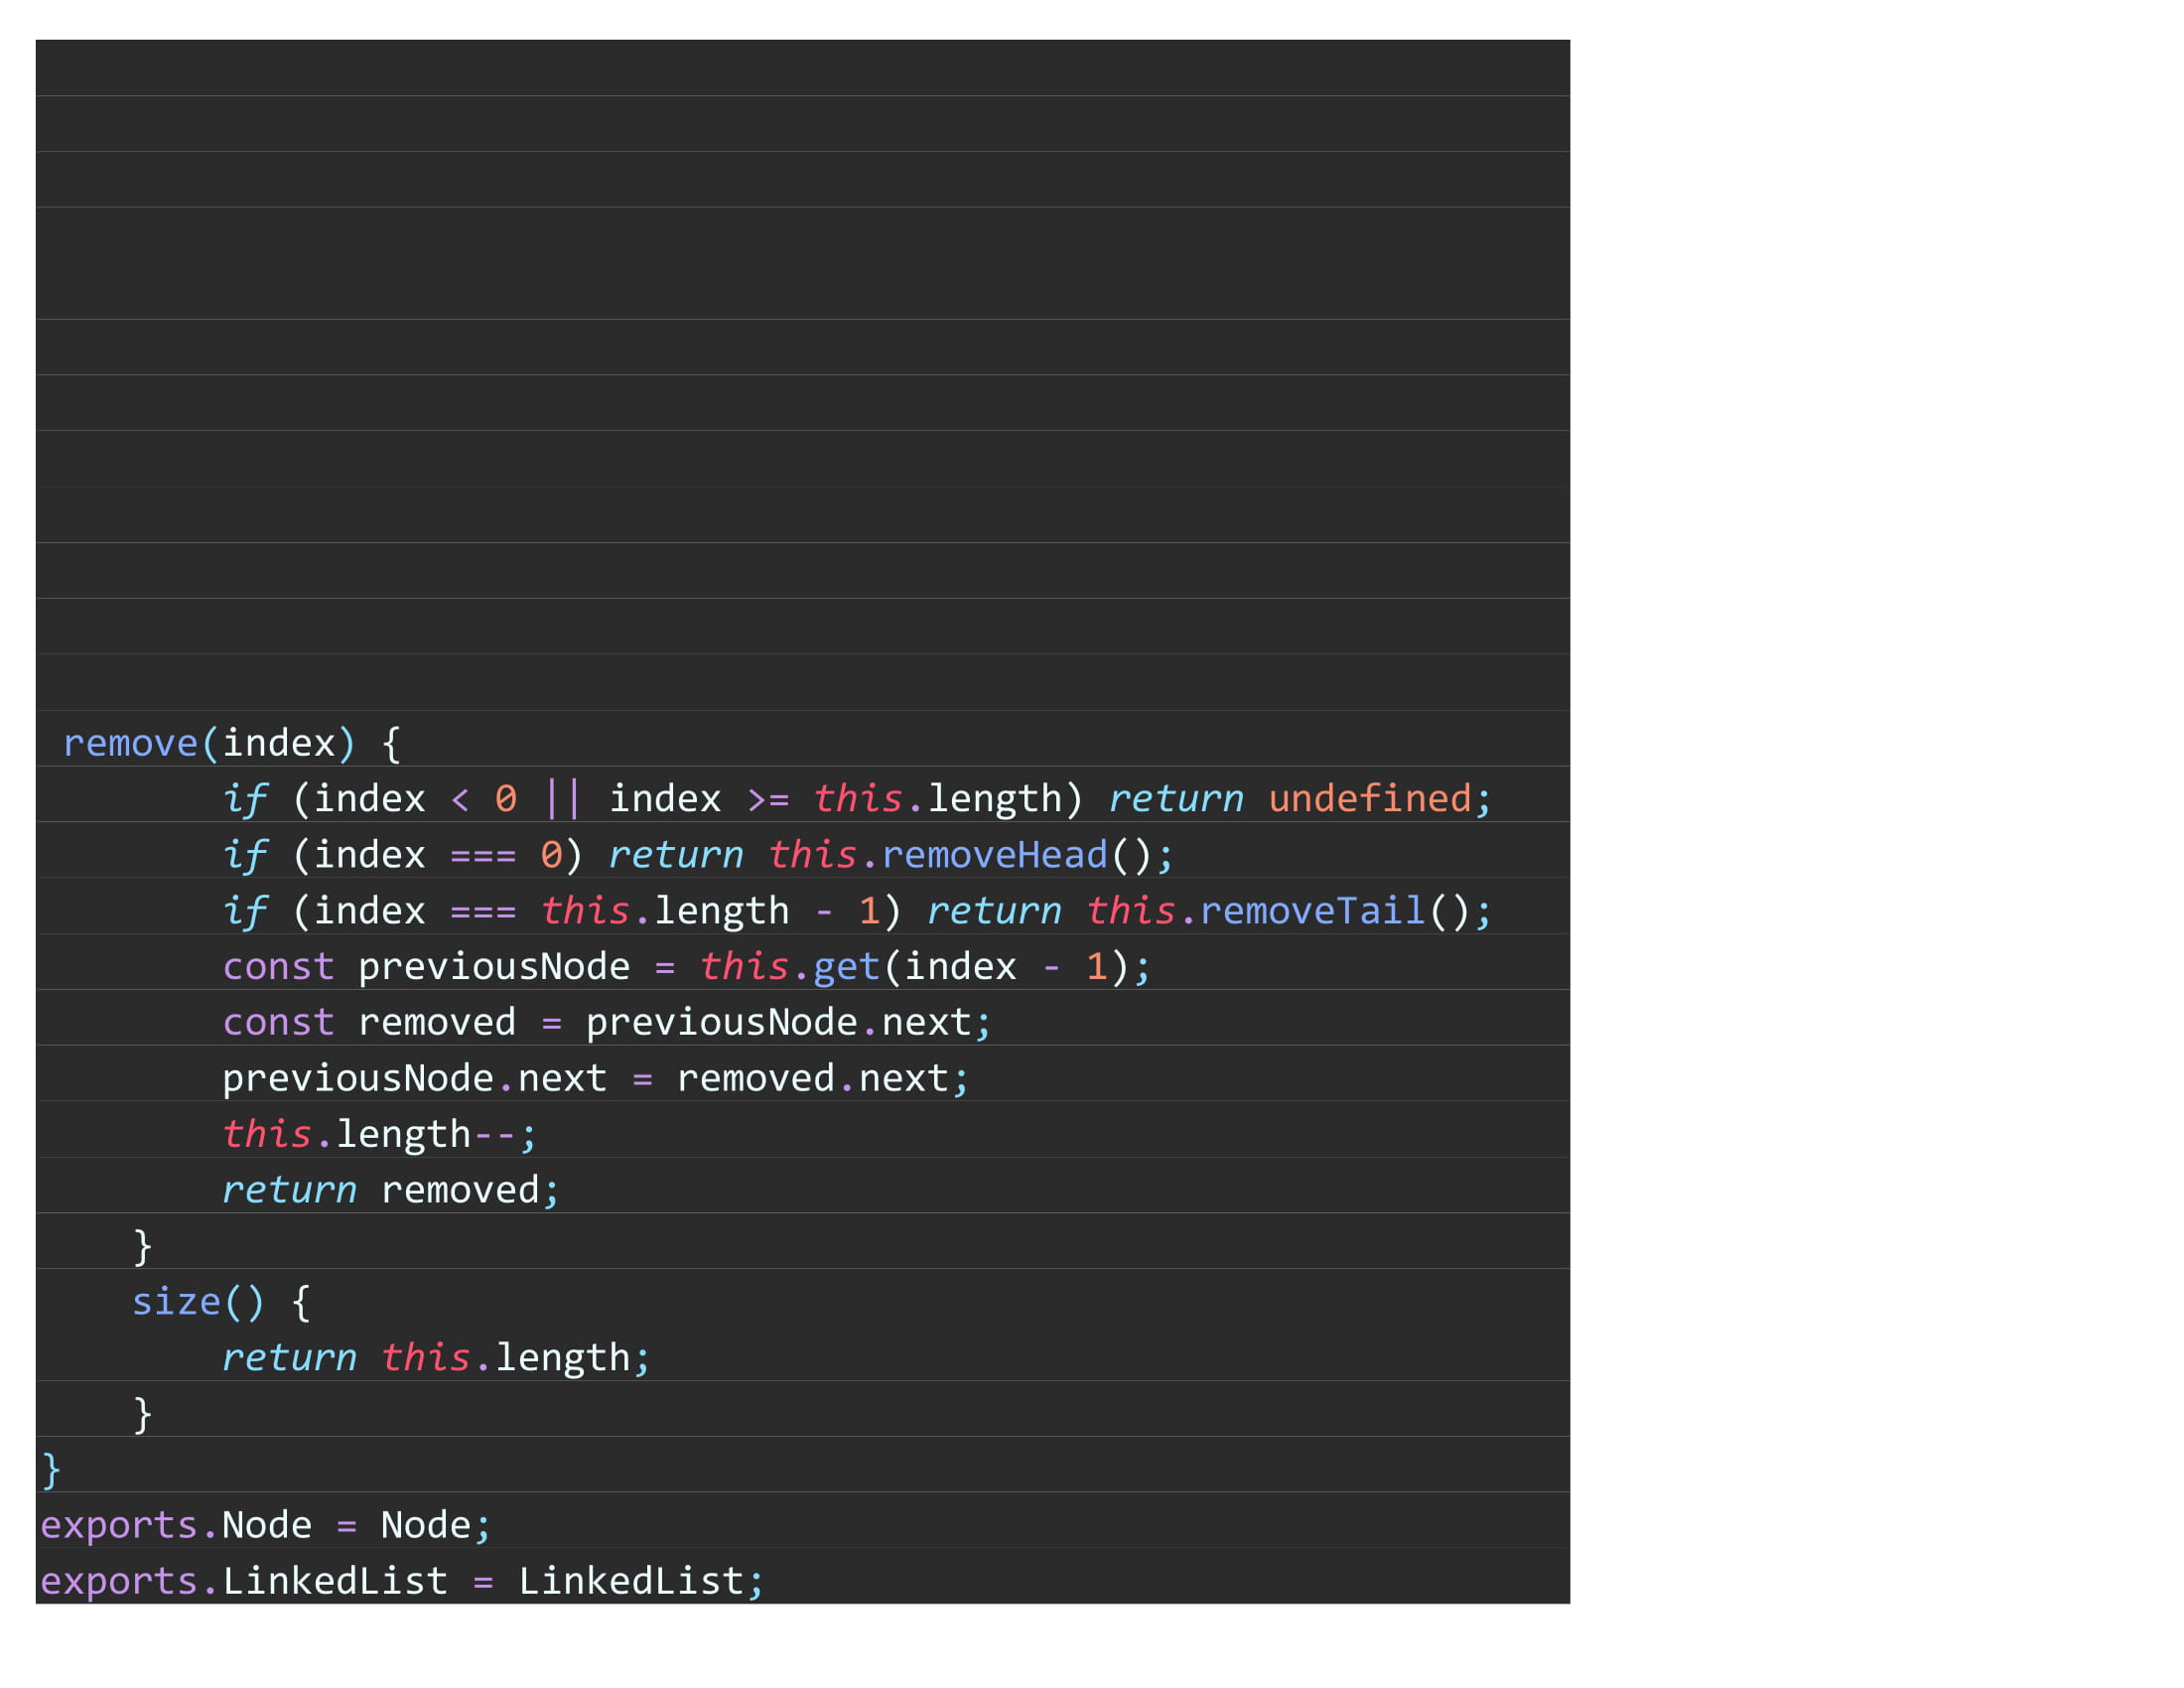 remove(index) {
if (index < 0 || index >= this.length) return undefined;
if (index === 0) return this.removeHead();
if (index === this.length - 1) return this.removeTail();
const previousNode = this.get(index - 1);
const removed = previousNode.next;
previousNode.next = removed.next;
this.length--;
return removed;
}
size() {
return this.length;
}
}
exports.Node = Node;
exports.LinkedList = LinkedList;